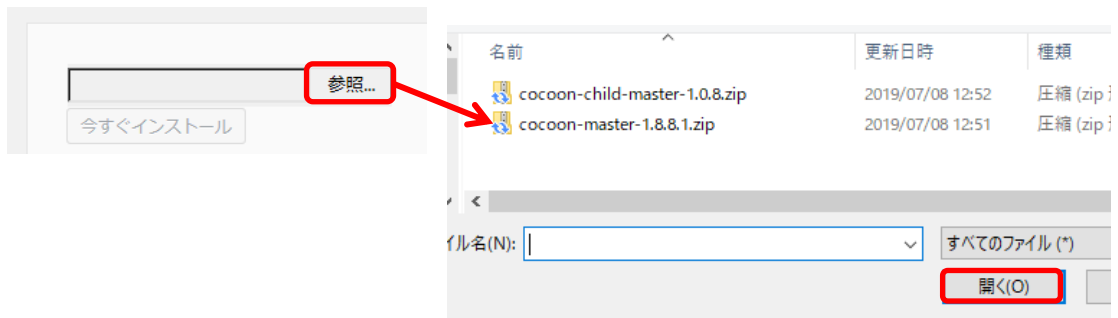 参照...
今すぐインストール
名前 更新日時 種類
cocoon-child-master-1.0.8.zip 2019/07/08 12:52 圧縮 (zip
cocoon-master-1.8.8.1.zip 2019/07/08 12:51 圧縮 (zip
イル名(N): すべてのファイル (*)
開く(O)